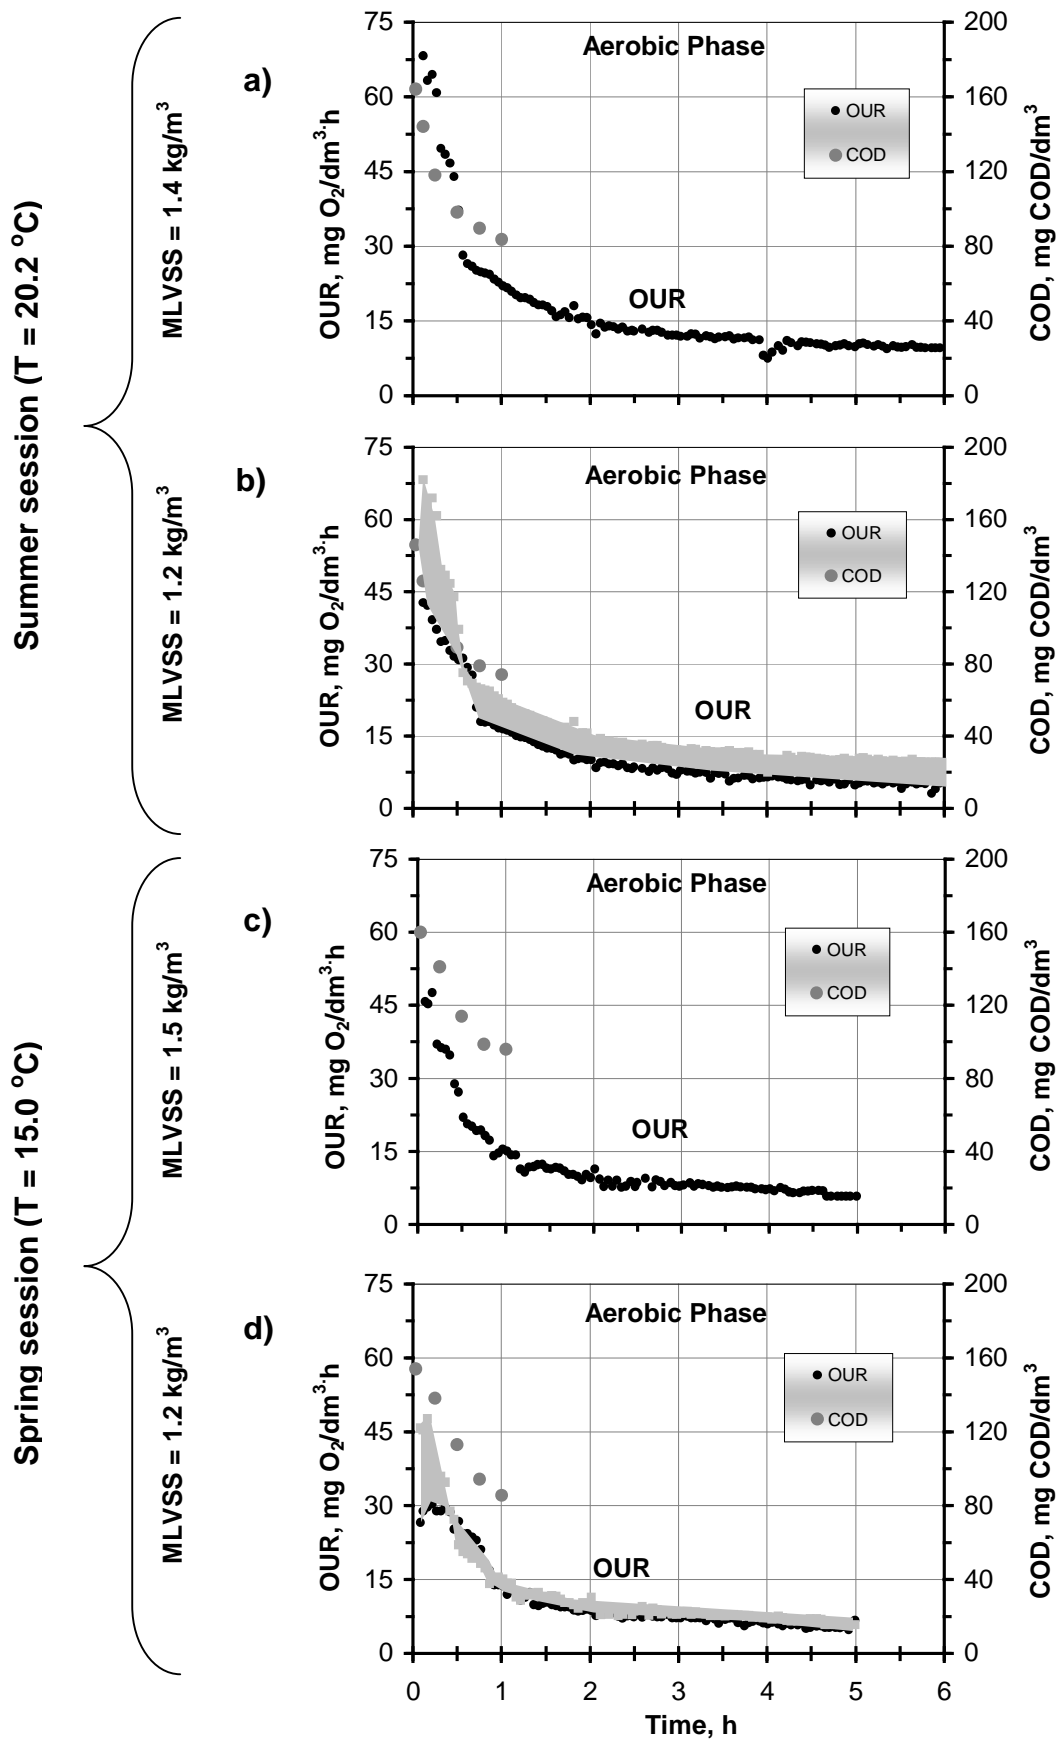 Summer session (T = 20.2 °C)
MLVSS = 1.4 kg/m³
a)
Aerobic Phase
OUR, mg O₂/dm³·h
75
60
45
30
15
0
OUR
COD
OUR
COD, mg COD/dm³
200
160
120
80
40
0
MLVSS = 1.2 kg/m³
b)
Aerobic Phase
OUR, mg O₂/dm³·h
75
60
45
30
15
0
OUR
COD
OUR
COD, mg COD/dm³
200
160
120
80
40
0
Spring session (T = 15.0 °C)
MLVSS = 1.5 kg/m³
c)
Aerobic Phase
OUR, mg O₂/dm³·h
75
60
45
30
15
0
OUR
COD
OUR
COD, mg COD/dm³
200
160
120
80
40
0
MLVSS = 1.2 kg/m³
d)
Aerobic Phase
OUR, mg O₂/dm³·h
75
60
45
30
15
0
OUR
COD
OUR
COD, mg COD/dm³
200
160
120
80
40
0
0 1 2 3 4 5 6
Time, h